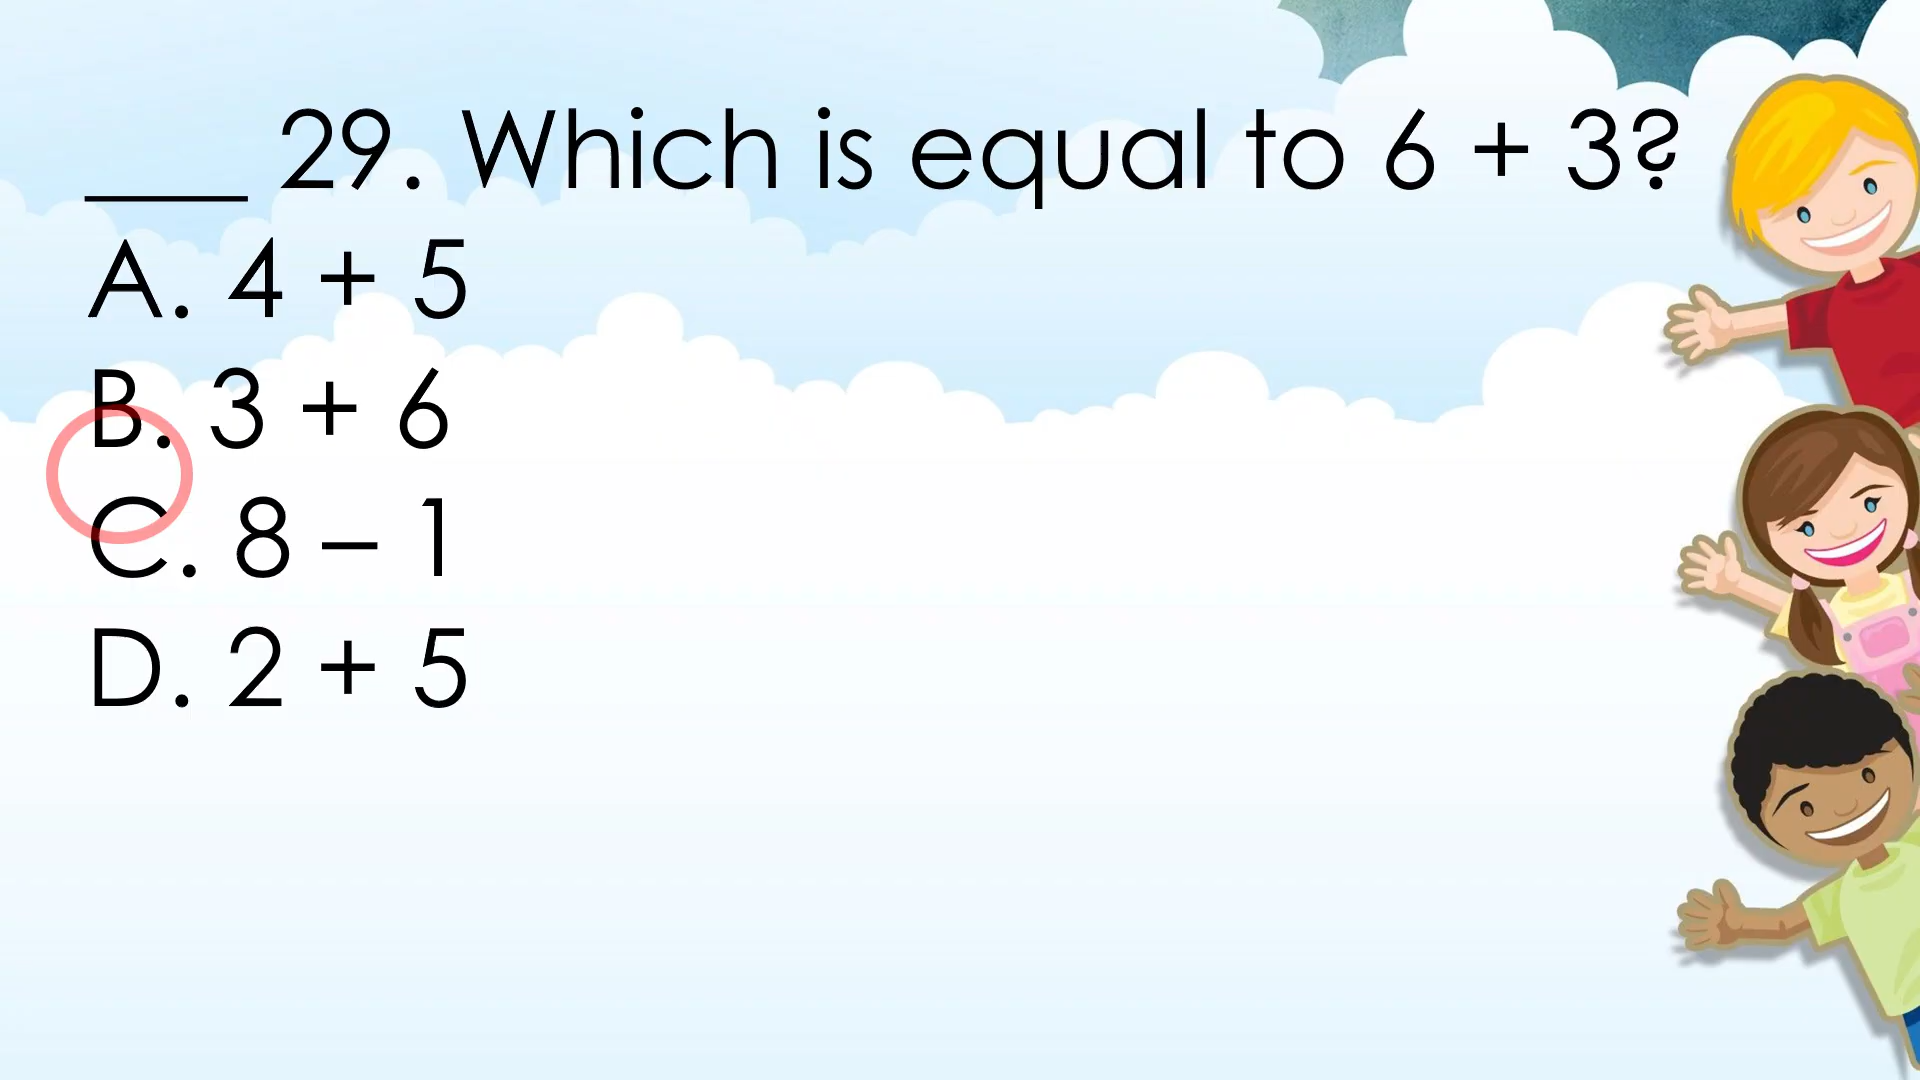 ___ 29. Which is equal to 6 + 3?
A. 4 + 5
B. 3 + 6
C. 8 – 1
D. 2 + 5